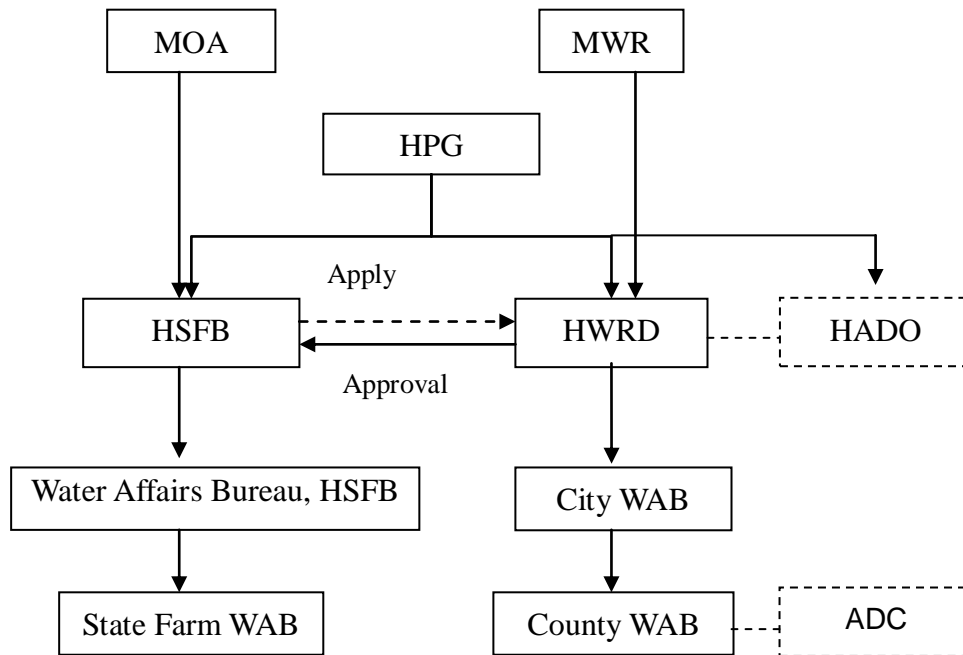 MOA
MWR
HPG
Apply
HSFB
HWRD
HADO
Approval
Water Affairs Bureau, HSFB
City WAB
State Farm WAB
County WAB
ADC